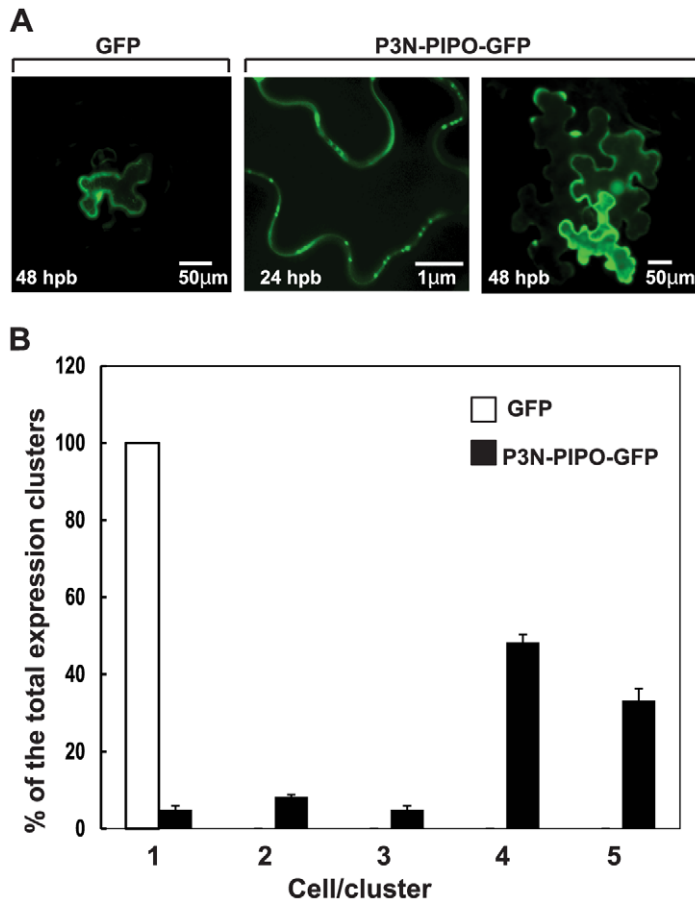 A
GFP
P3N-PIPO-GFP
48 hpb
50μm
24 hpb
1μm
48 hpb
50μm
B
120
100
80
60
40
20
0
% of the total expression clusters
GFP
P3N-PIPO-GFP
1 2 3 4 5
Cell/cluster